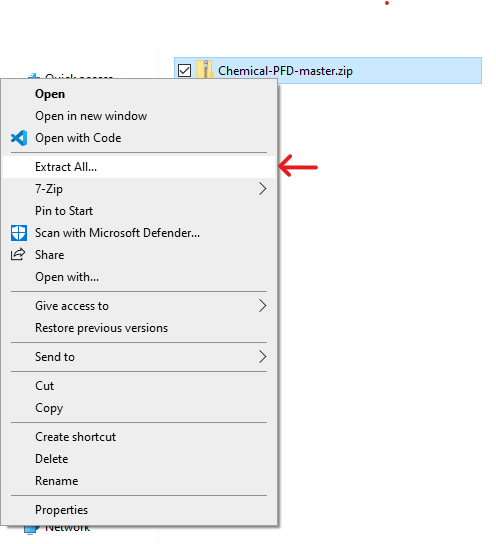 Chemical-PFD-master.zip
Quick access
Open
Open in new window
Open with Code
Extract All...
7-Zip
Pin to Start
Scan with Microsoft Defender...
Share
Open with...
Give access to
Restore previous versions
Send to
Cut
Copy
Create shortcut
Delete
Rename
Properties
Network